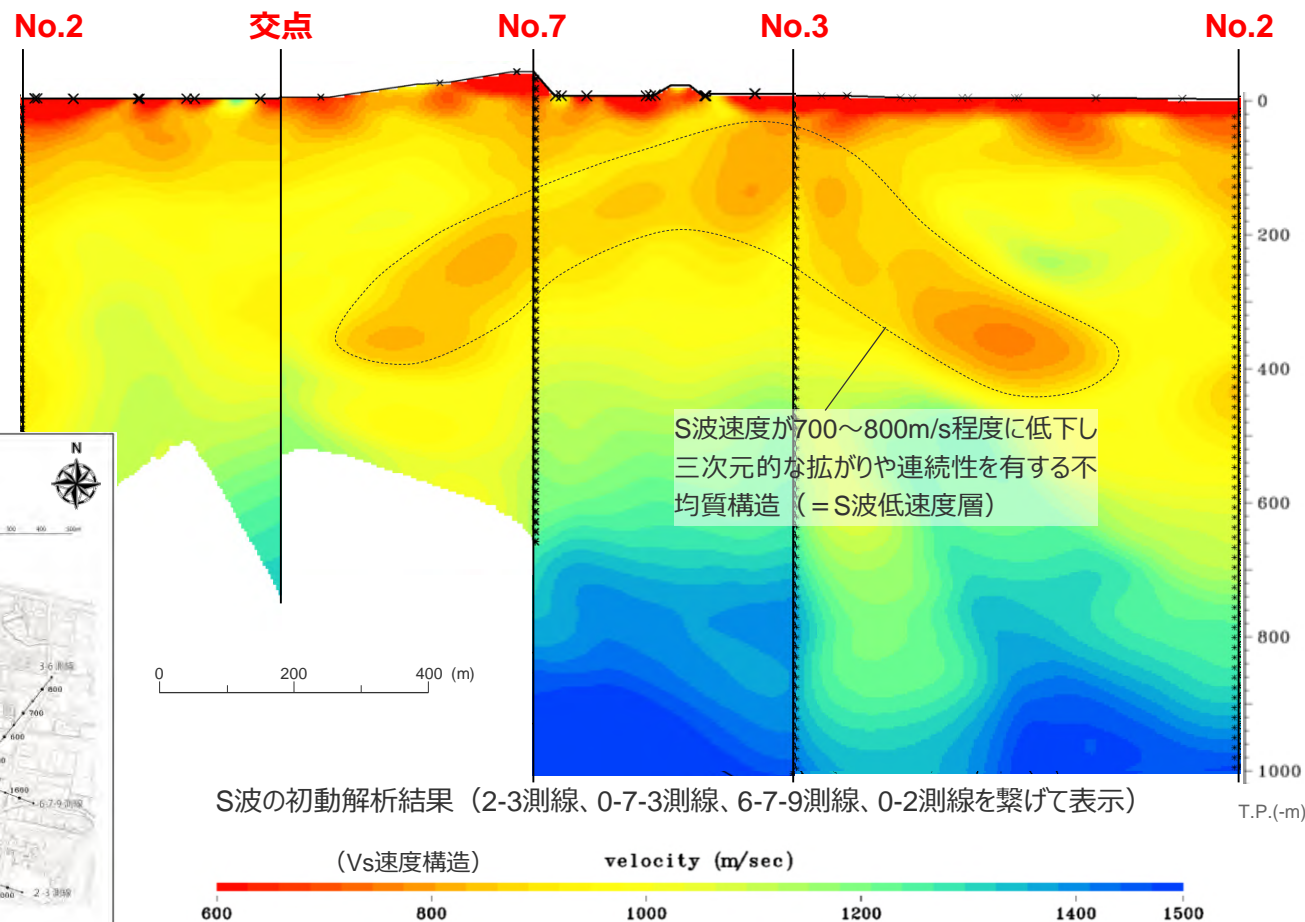 No.2
交点
No.7
No.3
No.2
0
200
400
600
800
1000
T.P.(-m)
S波速度が700～800m/s程度に低下し
三次元的な拡がりや連続性を有する不
均質構造（＝S波低速度層）
N
300 400 500m
3-6測線
800
700
600
1600
6-7-9測線
2-3測線
0 200 400 (m)
S波の初動解析結果（2-3測線、0-7-3測線、6-7-9測線、0-2測線を繋げて表示）
（Vs速度構造）
velocity (m/sec)
600 800 1000 1200 1400 1500